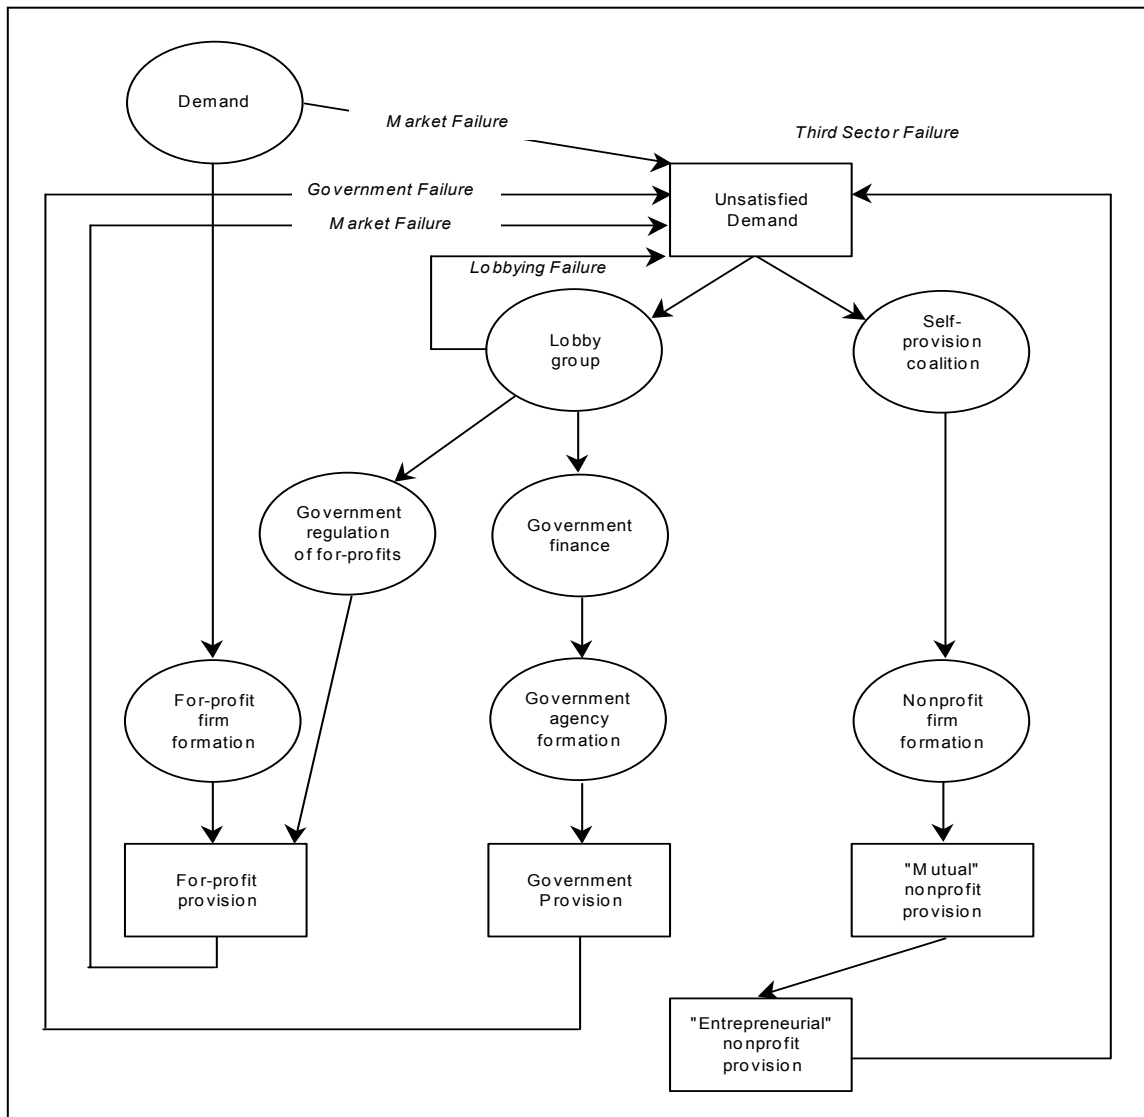 Demand
Market Failure
Third Sector Failure
Government Failure
Market Failure
Unsatisfied
Demand
Lobbying Failure
Lobby
group
Self-
provision
coalition
Government
regulation
of for-profits
Government
finance
For-profit
firm
formation
Government
agency
formation
Nonprofit
firm
formation
For-profit
provision
Government
Provision
"Mutual"
nonprofit
provision
"Entrepreneurial"
nonprofit
provision